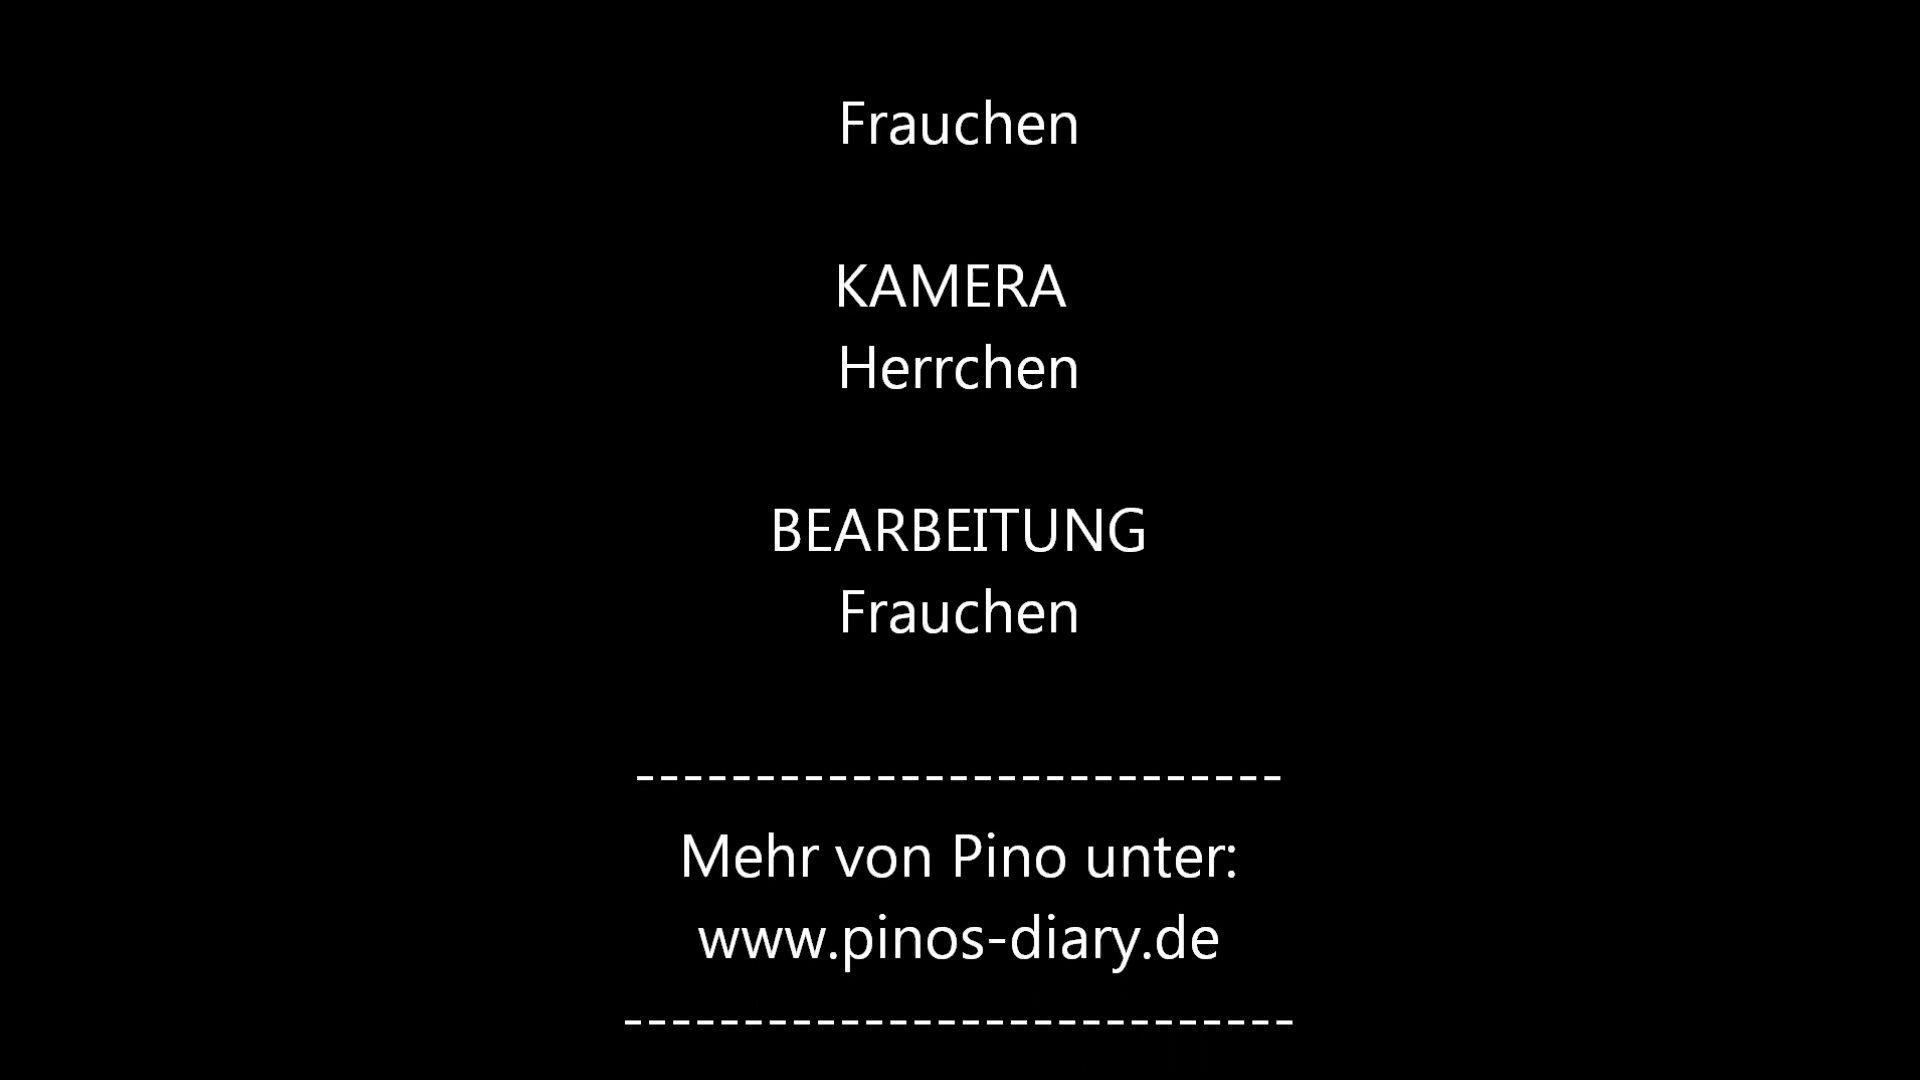 Frauchen
KAMERA
Herrchen
BEARBEITUNG
Frauchen
---------------------------
Mehr von Pino unter:
www.pinos-diary.de
----------------------------